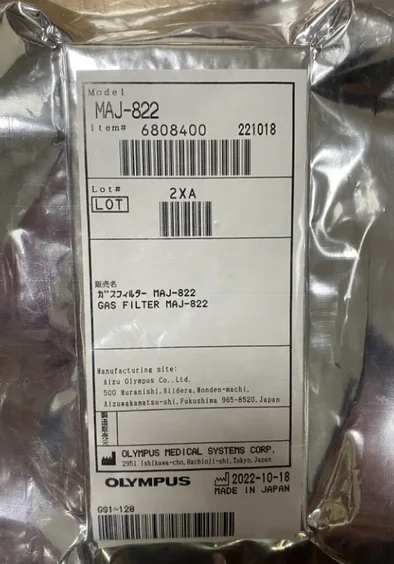 Model
MAJ-822
Item# 6808400 221018
Lot#
LOT 2XA
販売名
ガスフィルター MAJ-822
GAS FILTER MAJ-822
Manufacturing site:
Aizu Olympus Co.,Ltd.
500 Muranishi,Niidera,Monden-machi,
Aizuwakamatsu-shi,Fukushima 965-8520,Japan
製造販売元
OLYMPUS MEDICAL SYSTEMS CORP.
2951 Ishikawa-cho,Hachioji-shi,Tokyo,Japan
OLYMPUS 2022-10-18
MADE IN JAPAN
GS1-128